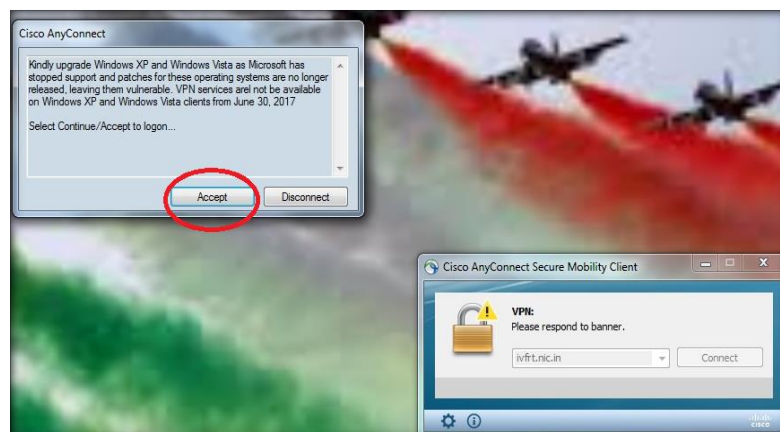 Cisco AnyConnect
Kindly upgrade Windows XP and Windows Vista as Microsoft has
stopped support and patches for these operating systems are no longer
released, leaving them vulnerable. VPN services arel not be available
on Windows XP and Windows Vista clients from June 30, 2017
Select Continue/Accept to logon...
Accept
Disconnect
Cisco AnyConnect Secure Mobility Client
VPN:
Please respond to banner.
ivfrt.nic.in
Connect
cisco